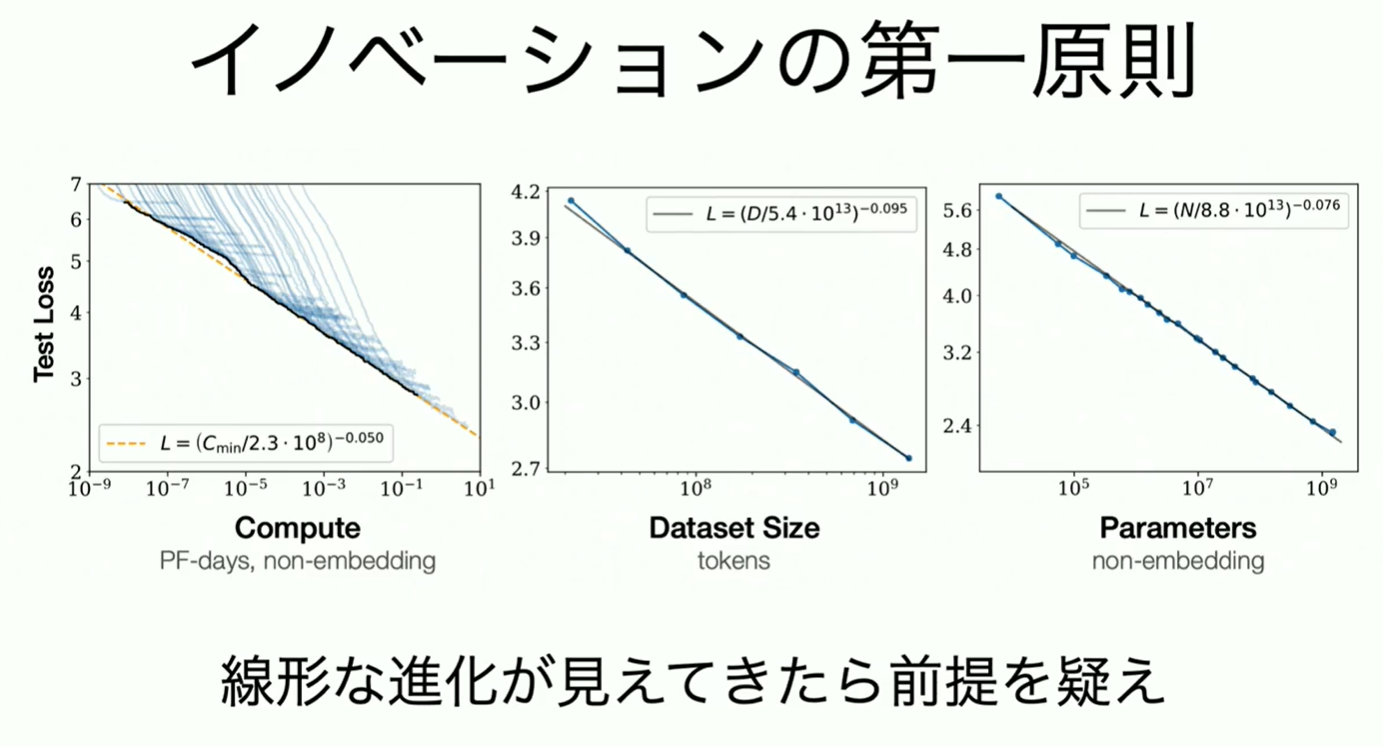 イノベーションの第一原則
Test Loss
7
6
5
4
3
2
L = (C_min/2.3 · 10^8)^−0.050
10^−9 10^−7 10^−5 10^−3 10^−1 10^1
Compute
PF-days, non-embedding
4.2
3.9
3.6
3.3
3.0
2.7
L = (D/5.4 · 10^13)^−0.095
10^8 10^9
Dataset Size
tokens
5.6
4.8
4.0
3.2
2.4
L = (N/8.8 · 10^13)^−0.076
10^5 10^7 10^9
Parameters
non-embedding
線形な進化が見えてきたら前提を疑え